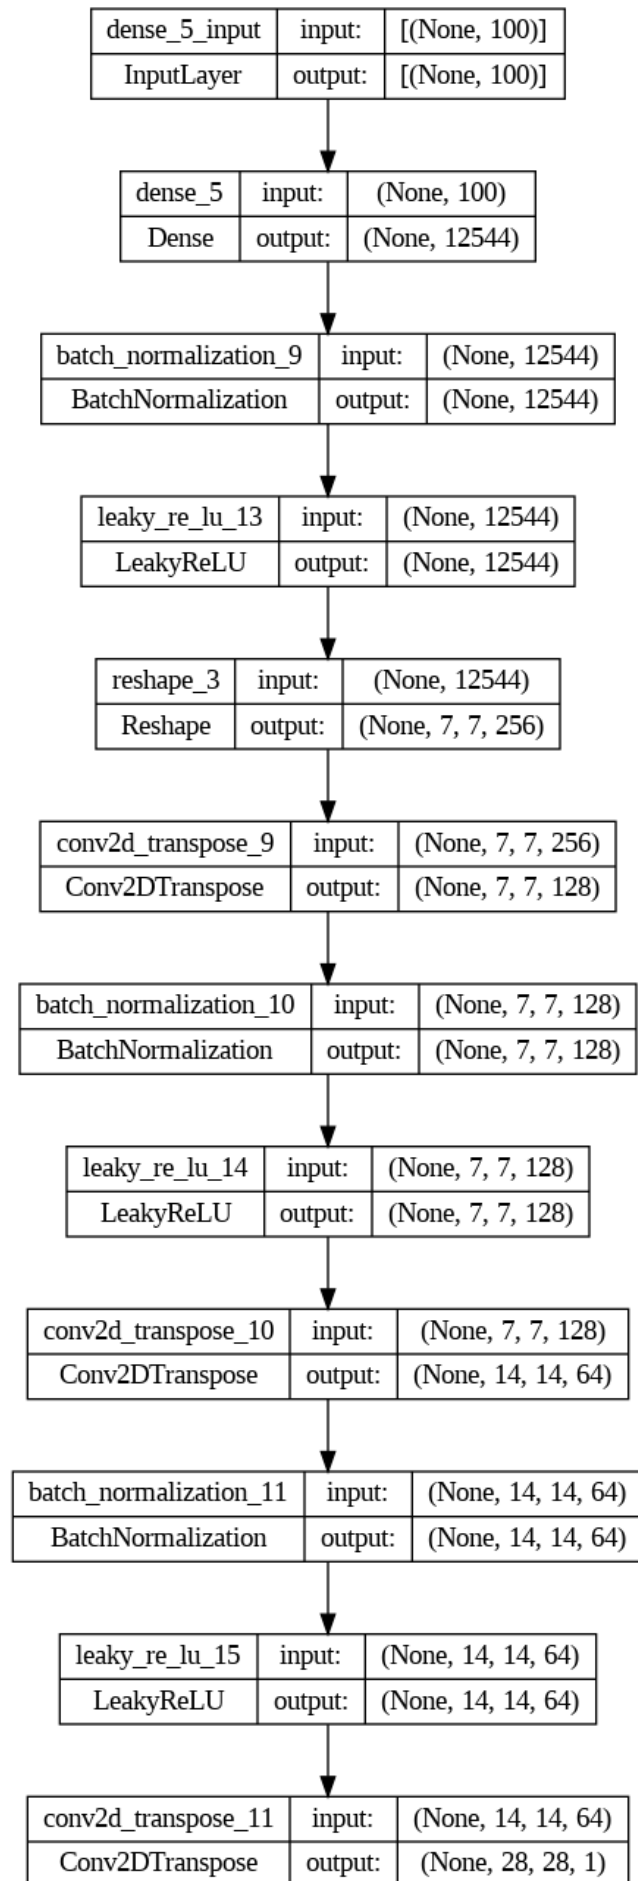 dense_5_input input: [(None, 100)]
InputLayer output: [(None, 100)]
dense_5 input: (None, 100)
Dense output: (None, 12544)
batch_normalization_9 input: (None, 12544)
BatchNormalization output: (None, 12544)
leaky_re_lu_13 input: (None, 12544)
LeakyReLU output: (None, 12544)
reshape_3 input: (None, 12544)
Reshape output: (None, 7, 7, 256)
conv2d_transpose_9 input: (None, 7, 7, 256)
Conv2DTranspose output: (None, 7, 7, 128)
batch_normalization_10 input: (None, 7, 7, 128)
BatchNormalization output: (None, 7, 7, 128)
leaky_re_lu_14 input: (None, 7, 7, 128)
LeakyReLU output: (None, 7, 7, 128)
conv2d_transpose_10 input: (None, 7, 7, 128)
Conv2DTranspose output: (None, 14, 14, 64)
batch_normalization_11 input: (None, 14, 14, 64)
BatchNormalization output: (None, 14, 14, 64)
leaky_re_lu_15 input: (None, 14, 14, 64)
LeakyReLU output: (None, 14, 14, 64)
conv2d_transpose_11 input: (None, 14, 14, 64)
Conv2DTranspose output: (None, 28, 28, 1)